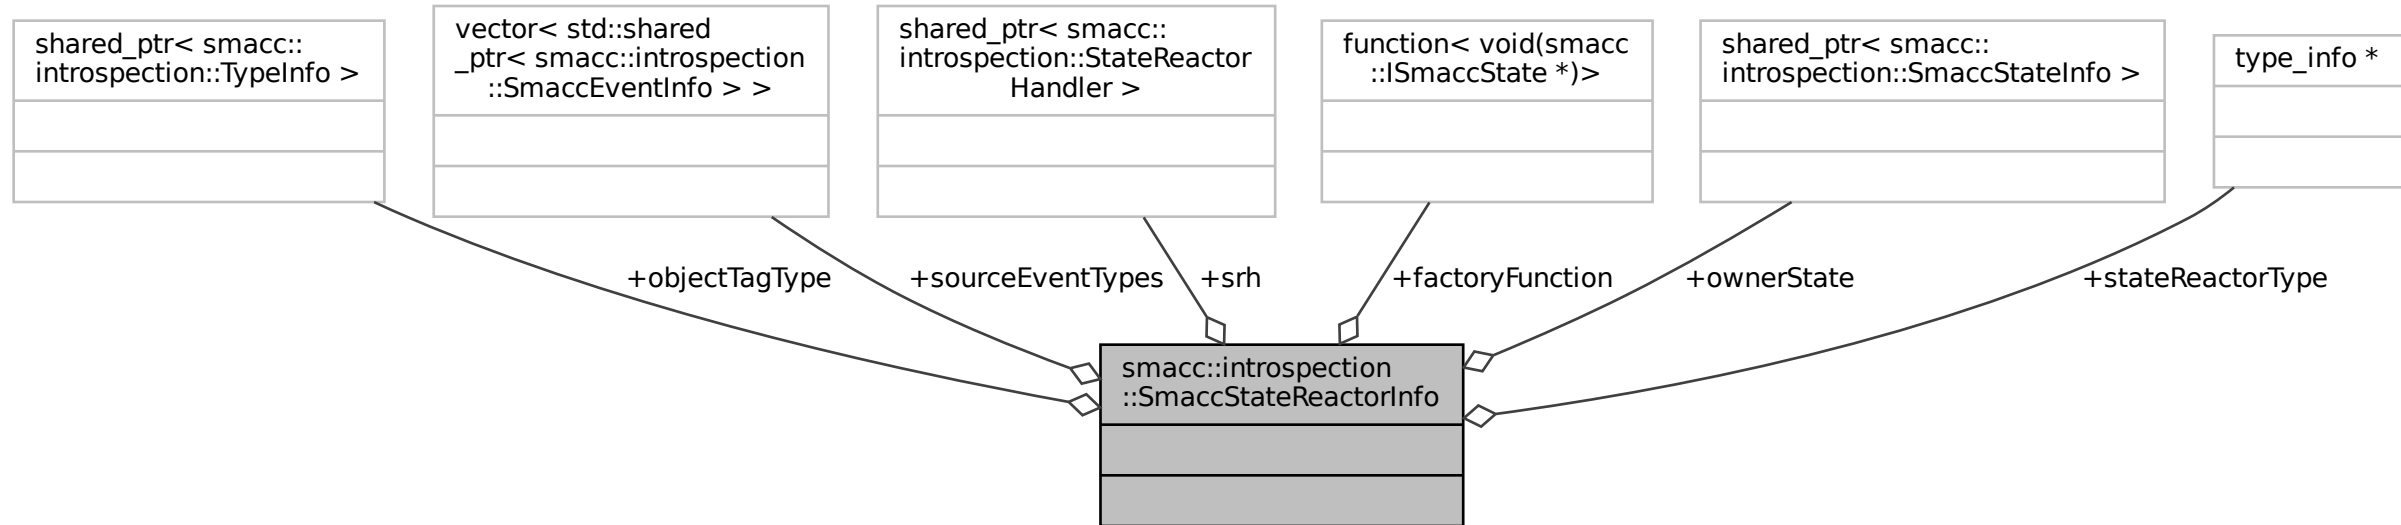 shared_ptr< smacc::
introspection::TypeInfo >
vector< std::shared
_ptr< smacc::introspection
::SmaccEventInfo > >
shared_ptr< smacc::
introspection::StateReactor
Handler >
function< void(smacc
::ISmaccState *)>
shared_ptr< smacc::
introspection::SmaccStateInfo >
type_info *
+objectTagType
+sourceEventTypes
+srh
+factoryFunction
+ownerState
+stateReactorType
smacc::introspection
::SmaccStateReactorInfo